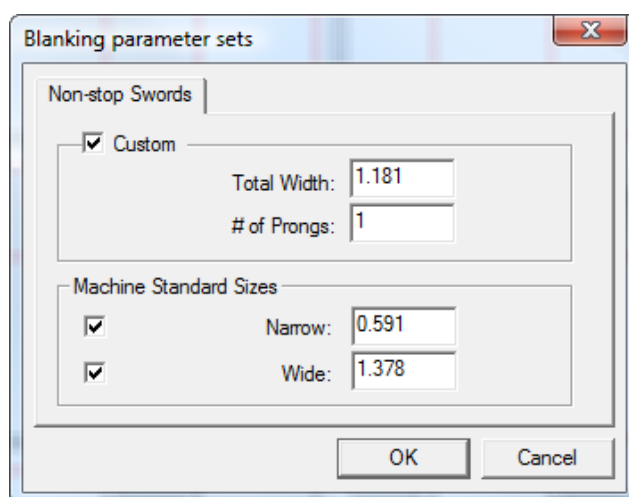 Blanking parameter sets
Non-stop Swords
Custom
Total Width: 1.181
# of Prongs: 1
Machine Standard Sizes
Narrow: 0.591
Wide: 1.378
OK Cancel